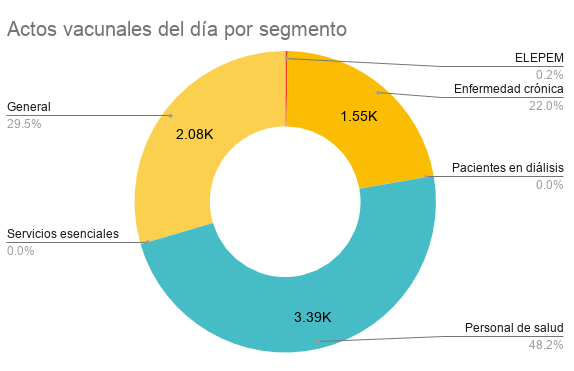 Actos vacunales del día por segmento
ELEPEM
0.2%
Enfermedad crónica
22.0%
General
29.5%
1.55K
2.08K
Pacientes en diálisis
0.0%
Servicios esenciales
0.0%
3.39K
Personal de salud
48.2%